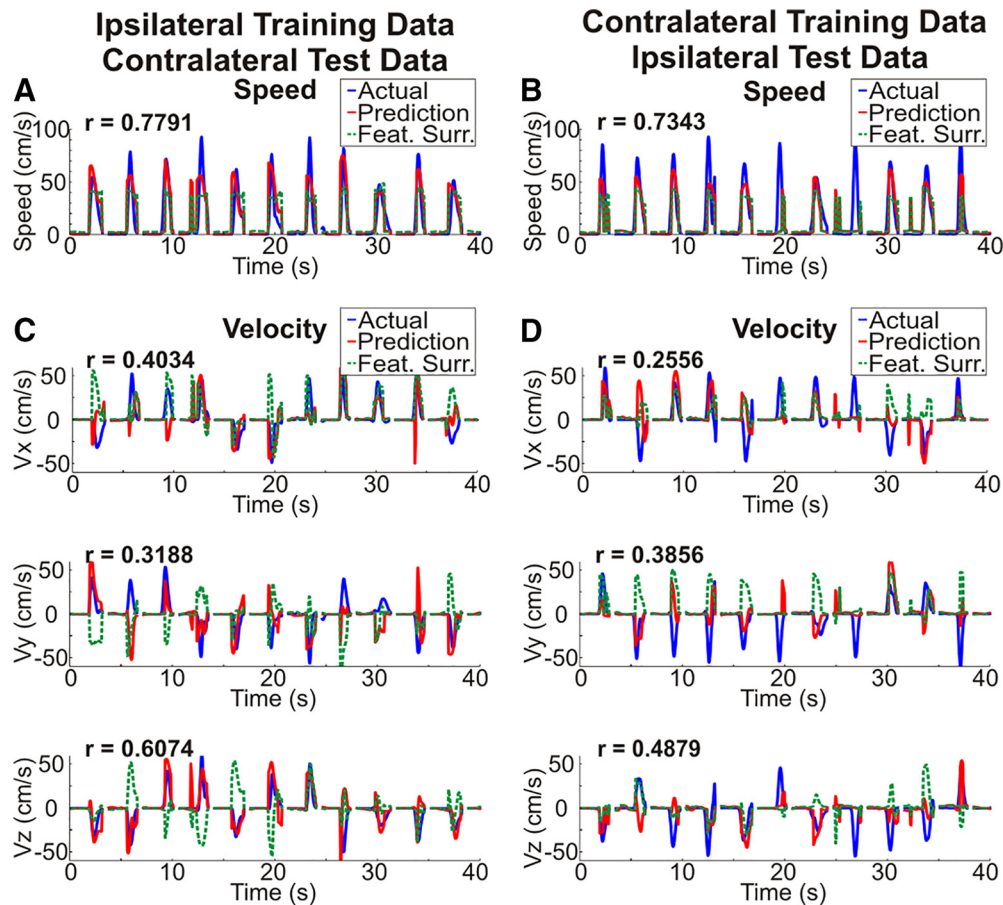 Ipsilateral Training Data
Contralateral Test Data
Contralateral Training Data
Ipsilateral Test Data
A
Speed
Actual
Prediction
Feat. Surr.
r = 0.7791
Speed (cm/s)
100
50
0
0 10 20 30 40
Time (s)
B
Speed
Actual
Prediction
Feat. Surr.
r = 0.7343
Speed (cm/s)
100
50
0
0 10 20 30 40
Time (s)
C
Velocity
Actual
Prediction
Feat. Surr.
r = 0.4034
Vx (cm/s)
50
0
-50
0 10 20 30 40
Time (s)
D
Velocity
Actual
Prediction
Feat. Surr.
r = 0.2556
Vx (cm/s)
50
0
-50
0 10 20 30 40
Time (s)
r = 0.3188
Vy (cm/s)
50
0
-50
0 10 20 30 40
Time (s)
r = 0.3856
Vy (cm/s)
50
0
-50
0 10 20 30 40
Time (s)
r = 0.6074
Vz (cm/s)
50
0
-50
0 10 20 30 40
Time (s)
r = 0.4879
Vz (cm/s)
50
0
-50
0 10 20 30 40
Time (s)